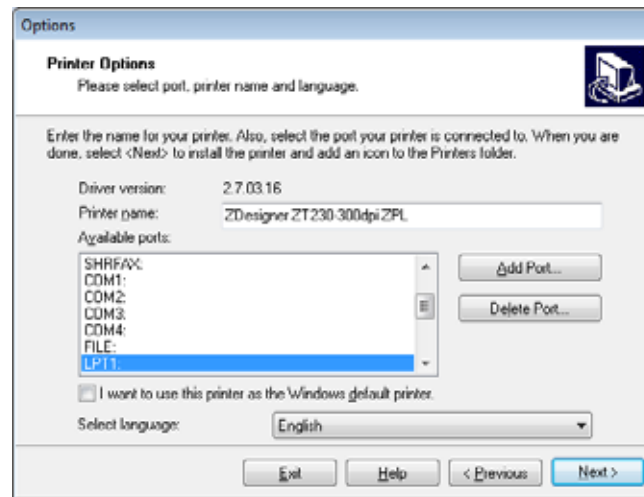 Options
Printer Options
Please select port, printer name and language.
Enter the name for your printer. Also, select the port your printer is connected to. When you are
done, select <Next> to install the printer and add an icon to the Printers folder.
Driver version: 2.7.03.16
Printer name: ZDesigner ZT230-300dpi ZPL
Available ports:
SHRFAX:
COM1:
COM2:
COM3:
COM4:
FILE:
LPT1:
Add Port...
Delete Port...
I want to use this printer as the Windows default printer.
Select language: English
Exit Help < Previous Next >